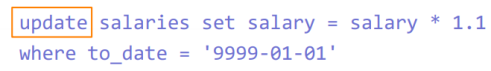 update salaries set salary = salary * 1.1
where to_date = '9999-01-01'